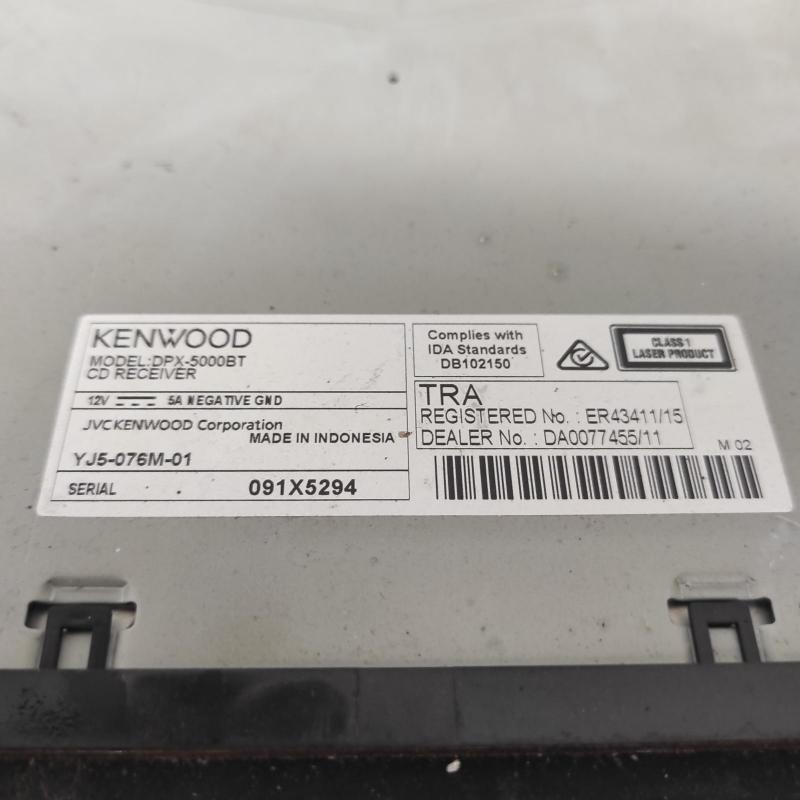 KENWOOD
MODEL:DPX-5000BT
CD RECEIVER
12V 5A NEGATIVE GND
JVCKENWOOD Corporation
MADE IN INDONESIA
YJ5-076M-01
SERIAL 091X5294
Complies with
IDA Standards
DB102150
CLASS 1
LASER PRODUCT
TRA
REGISTERED No. : ER43411/15
DEALER No. : DA0077455/11
M 02